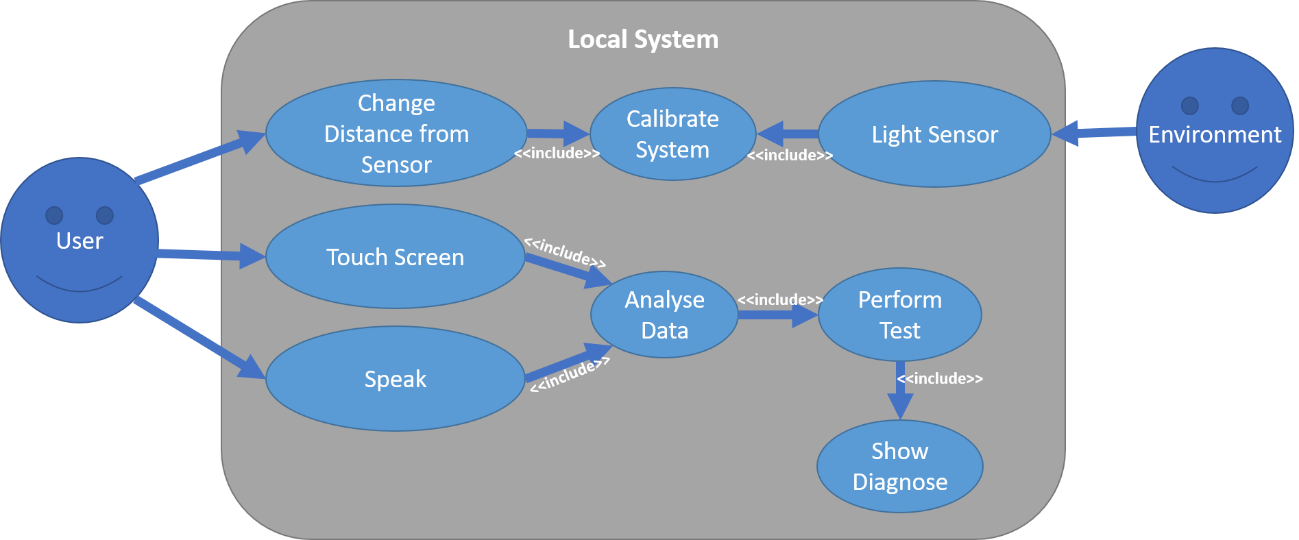 Local System
User
Change
Distance from
Sensor
<<include>>
Calibrate
System
<<include>>
Light Sensor
Environment
Touch Screen
<<include>>
Speak
<<include>>
Analyse
Data
<<include>>
Perform
Test
<<include>>
Show
Diagnose